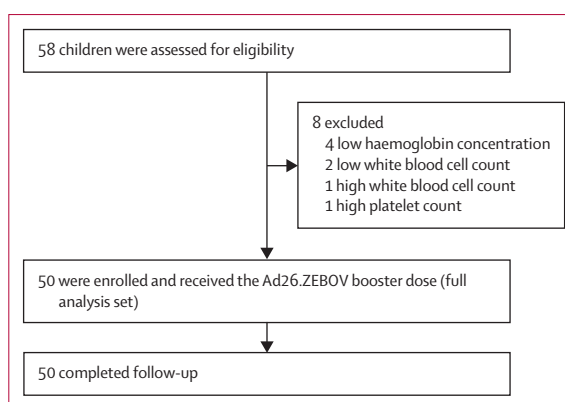 58 children were assessed for eligibility
8 excluded
4 low haemoglobin concentration
2 low white blood cell count
1 high white blood cell count
1 high platelet count
50 were enrolled and received the Ad26.ZEBOV booster dose (full
analysis set)
50 completed follow-up